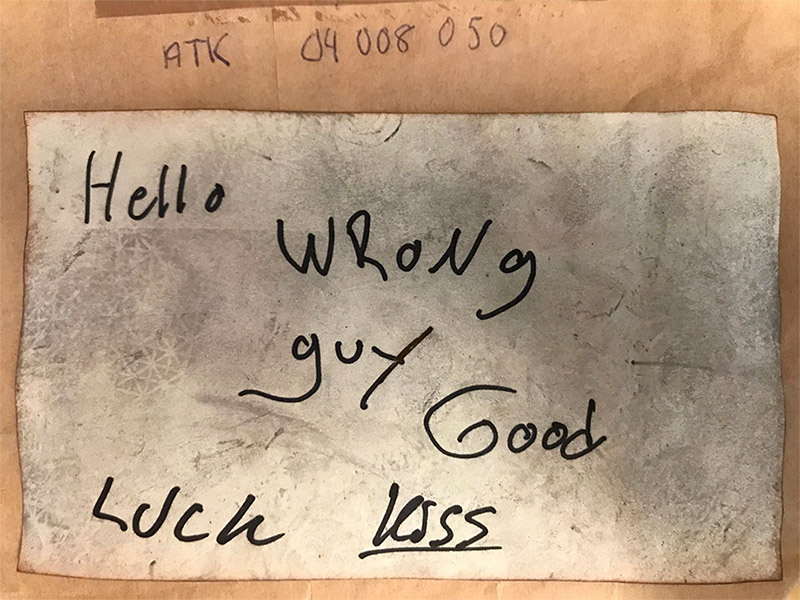 ATK 04 008 050
Hello
WRoNg
guy
Good
Luck kiss